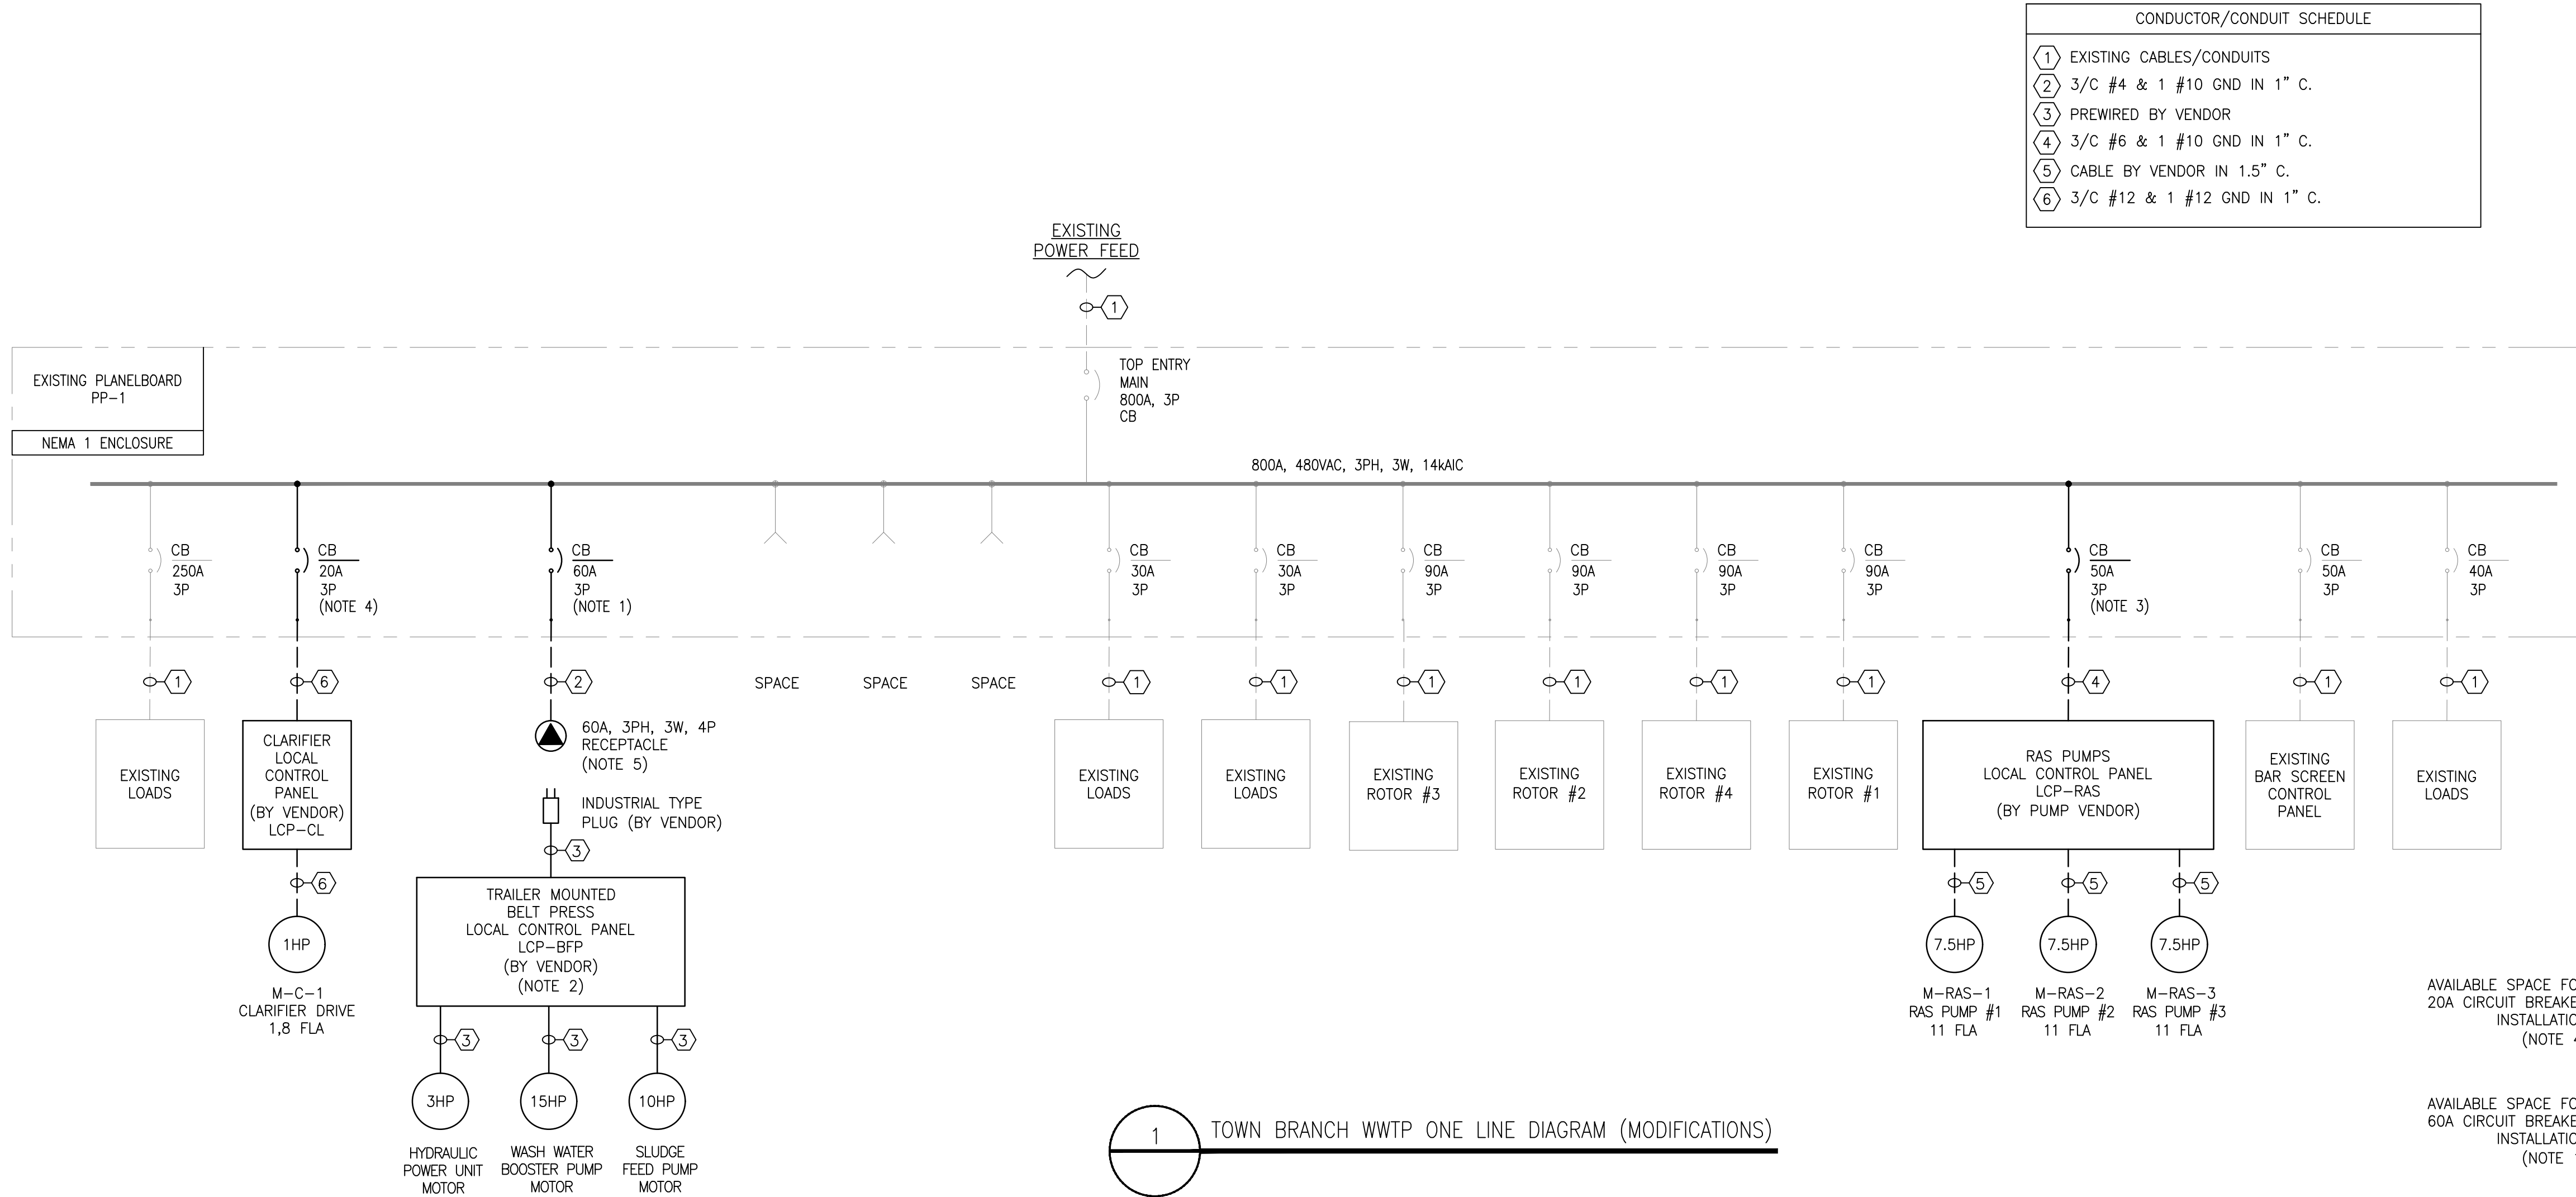 CONDUCTOR/CONDUIT SCHEDULE
1 EXISTING CABLES/CONDUITS
2 3/C #4 & 1 #10 GND IN 1" C.
3 PREWIRED BY VENDOR
4 3/C #6 & 1 #10 GND IN 1" C.
5 CABLE BY VENDOR IN 1.5" C.
6 3/C #12 & 1 #12 GND IN 1" C.
EXISTING
POWER FEED
1
TOP ENTRY
MAIN
800A, 3P
CB
EXISTING PLANELBOARD
PP-1
NEMA 1 ENCLOSURE
800A, 480VAC, 3PH, 3W, 14kAIC
CB
250A
3P
1
EXISTING
LOADS
CB
20A
3P
(NOTE 4)
6
CLARIFIER
LOCAL
CONTROL
PANEL
(BY VENDOR)
LCP-CL
6
1HP
M-C-1
CLARIFIER DRIVE
1,8 FLA
CB
60A
3P
(NOTE 1)
2
60A, 3PH, 3W, 4P
RECEPTACLE
(NOTE 5)
INDUSTRIAL TYPE
PLUG (BY VENDOR)
3
TRAILER MOUNTED
BELT PRESS
LOCAL CONTROL PANEL
LCP-BFP
(BY VENDOR)
(NOTE 2)
3
3
3
3HP
15HP
10HP
HYDRAULIC
POWER UNIT
MOTOR
WASH WATER
BOOSTER PUMP
MOTOR
SLUDGE
FEED PUMP
MOTOR
SPACE
SPACE
SPACE
CB
30A
3P
1
EXISTING
LOADS
CB
30A
3P
1
EXISTING
LOADS
CB
90A
3P
1
EXISTING
ROTOR #3
CB
90A
3P
1
EXISTING
ROTOR #2
CB
90A
3P
1
EXISTING
ROTOR #4
CB
90A
3P
1
EXISTING
ROTOR #1
CB
50A
3P
(NOTE 3)
4
RAS PUMPS
LOCAL CONTROL PANEL
LCP-RAS
(BY PUMP VENDOR)
5
5
5
7.5HP
7.5HP
7.5HP
M-RAS-1
RAS PUMP #1
11 FLA
M-RAS-2
RAS PUMP #2
11 FLA
M-RAS-3
RAS PUMP #3
11 FLA
CB
50A
3P
1
EXISTING
BAR SCREEN
CONTROL
PANEL
CB
40A
3P
1
EXISTING
LOADS
AVAILABLE SPACE
20A CIRCUIT
(NOTE
AVAILABLE SPACE
60A CIRCUIT
(NOTE
1
TOWN BRANCH WWTP ONE LINE DIAGRAM (MODIFICATIONS)